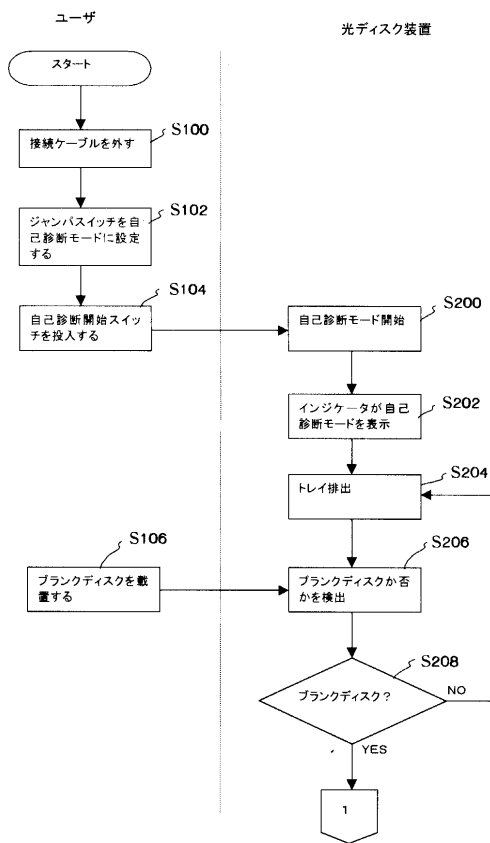 ユーザ
光ディスク装置
スタート
S100
接続ケーブルを外す
S102
ジャンパスイッチを自
己診断モードに設定
する
S104
自己診断開始スイッ
チを投入する
S200
自己診断モード開始
S202
インジケータが自己
診断モードを表示
S204
トレイ排出
S106
ブランクディスクを載
置する
S206
ブランクディスクか否
かを検出
S208
ブランクディスク?
NO
YES
1